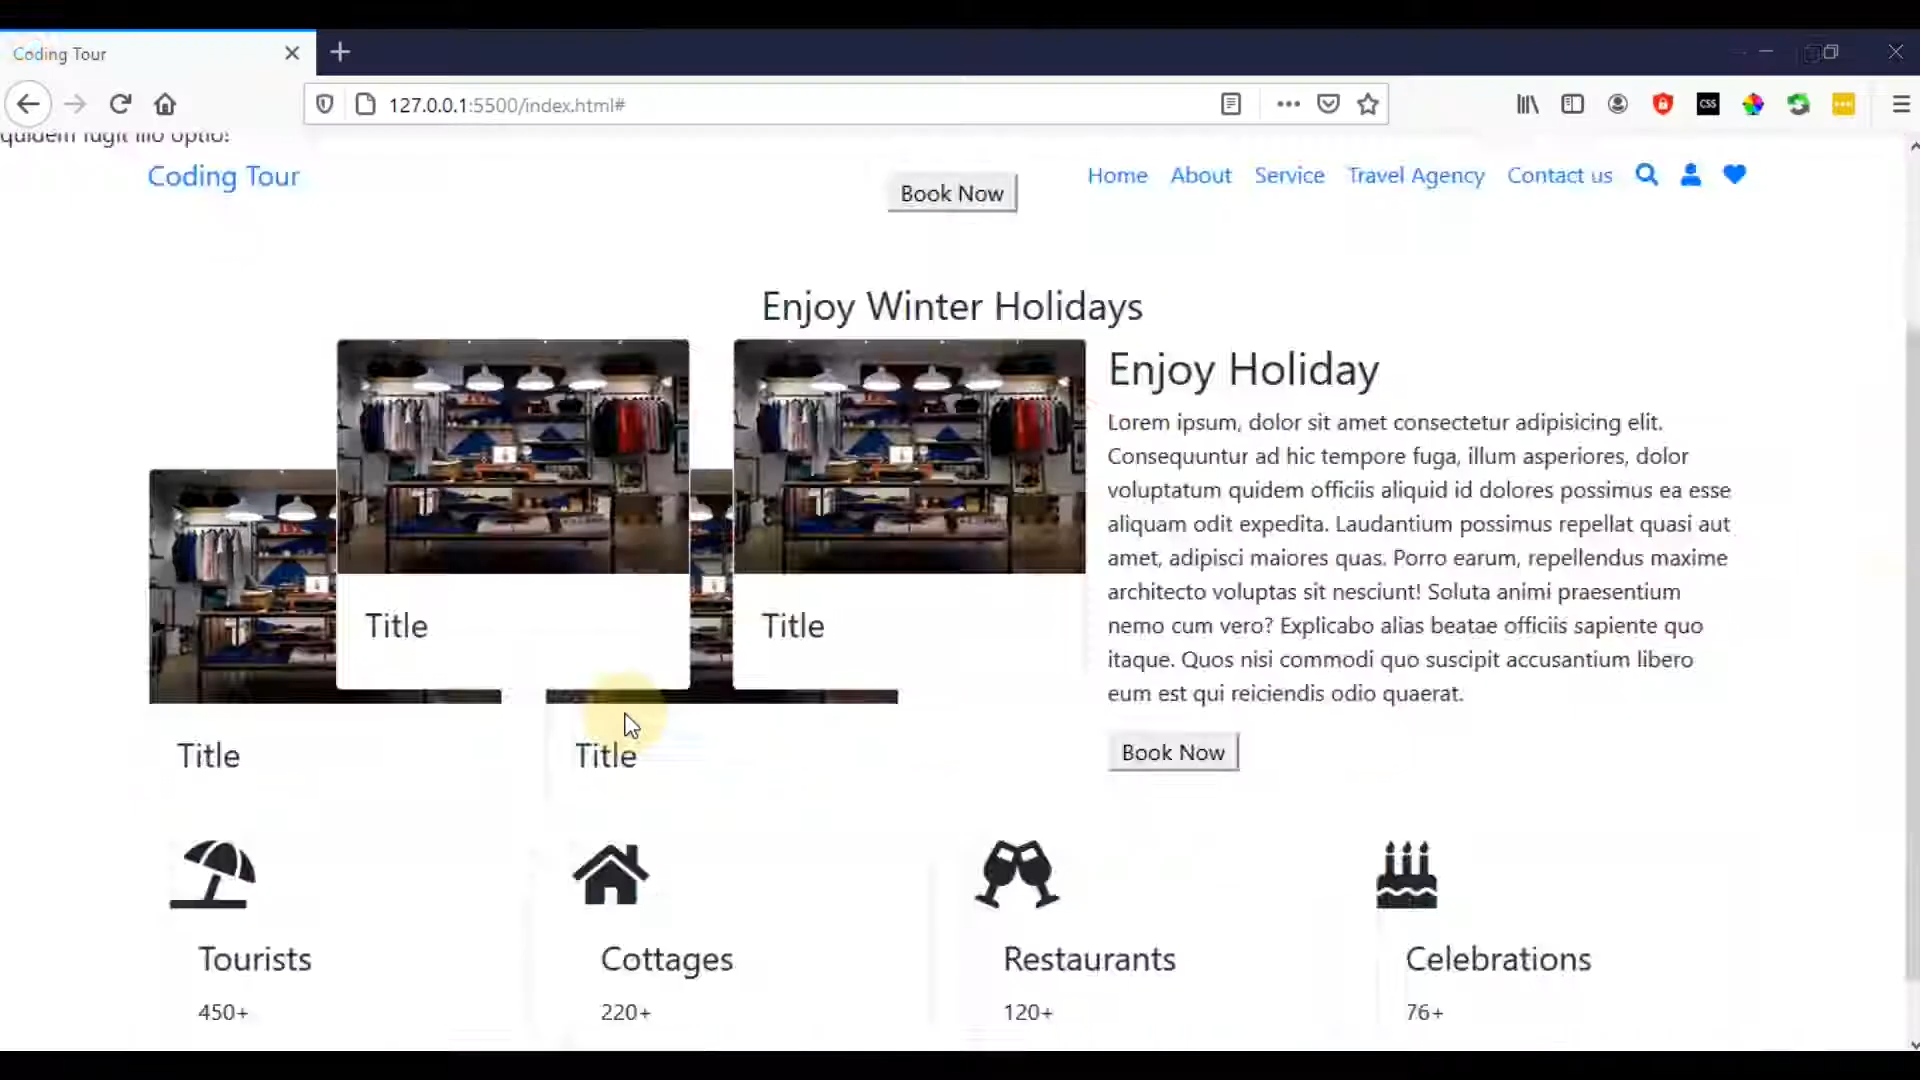 Coding Tour
127.0.0.1:5500/index.html#
CSS
quidem fugit illo optio!
Coding Tour
Book Now
Home About Service Travel Agency Contact us
Enjoy Winter Holidays
Enjoy Holiday
Lorem ipsum, dolor sit amet consectetur adipisicing elit.
Consequuntur ad hic tempore fuga, illum asperiores, dolor
voluptatum quidem officiis aliquid id dolores possimus ea esse
aliquam odit expedita. Laudantium possimus repellat quasi aut
amet, adipisci maiores quas. Porro earum, repellendus maxime
architecto voluptas sit nesciunt! Soluta animi praesentium
nemo cum vero? Explicabo alias beatae officiis sapiente quo
itaque. Quos nisi commodi quo suscipit accusantium libero
eum est qui reiciendis odio quaerat.
Book Now
Title
Title
Title
Title
Tourists
450+
Cottages
220+
Restaurants
120+
Celebrations
76+